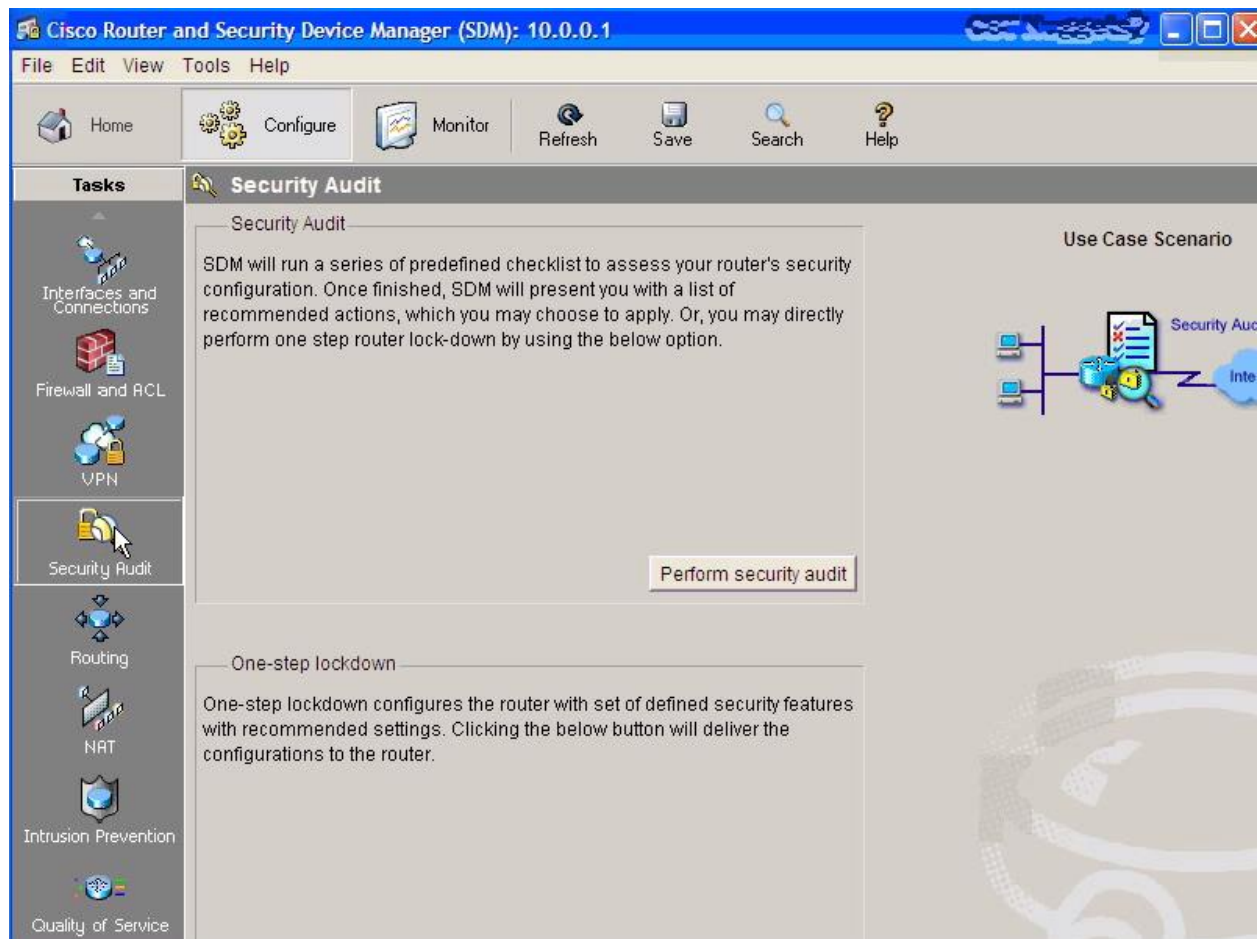 Cisco Router and Security Device Manager (SDM): 10.0.0.1
File Edit View Tools Help
Home
Configure
Monitor
Refresh
Save
Search
Help
Tasks
Security Audit
Interfaces and
Connections
Firewall and ACL
VPN
Security Audit
Routing
NAT
Intrusion Prevention
Quality of Service
Security Audit
SDM will run a series of predefined checklist to assess your router's security
configuration. Once finished, SDM will present you with a list of
recommended actions, which you may choose to apply. Or, you may directly
perform one step router lock-down by using the below option.
Perform security audit
One-step lockdown
One-step lockdown configures the router with set of defined security features
with recommended settings. Clicking the below button will deliver the
configurations to the router.
Use Case Scenario
Security Aud
Inte